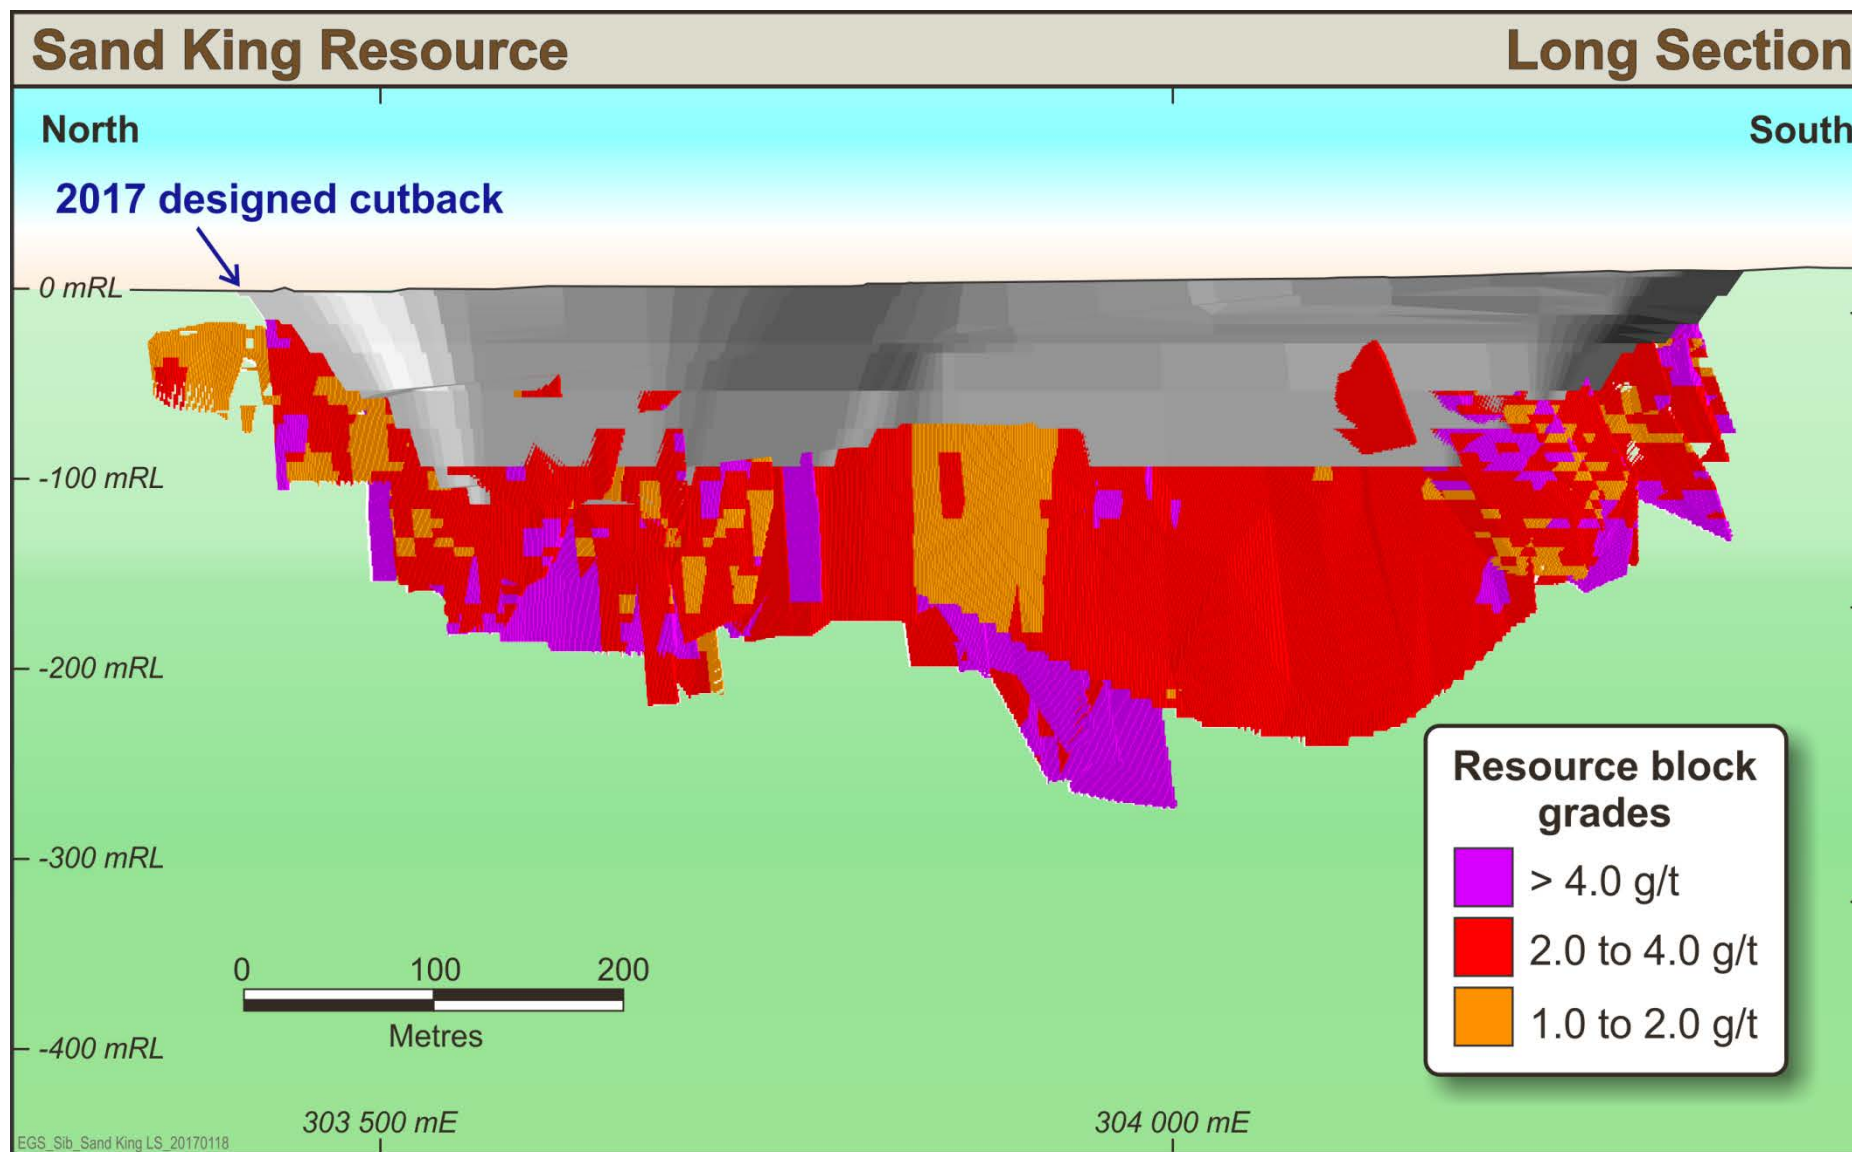 Sand King Resource
Long Section
North
South
2017 designed cutback
0 mRL
-100 mRL
-200 mRL
-300 mRL
-400 mRL
Resource block
grades
> 4.0 g/t
2.0 to 4.0 g/t
1.0 to 2.0 g/t
0 100 200
Metres
303 500 mE
304 000 mE
EGS_Sib_Sand King LS_20170118